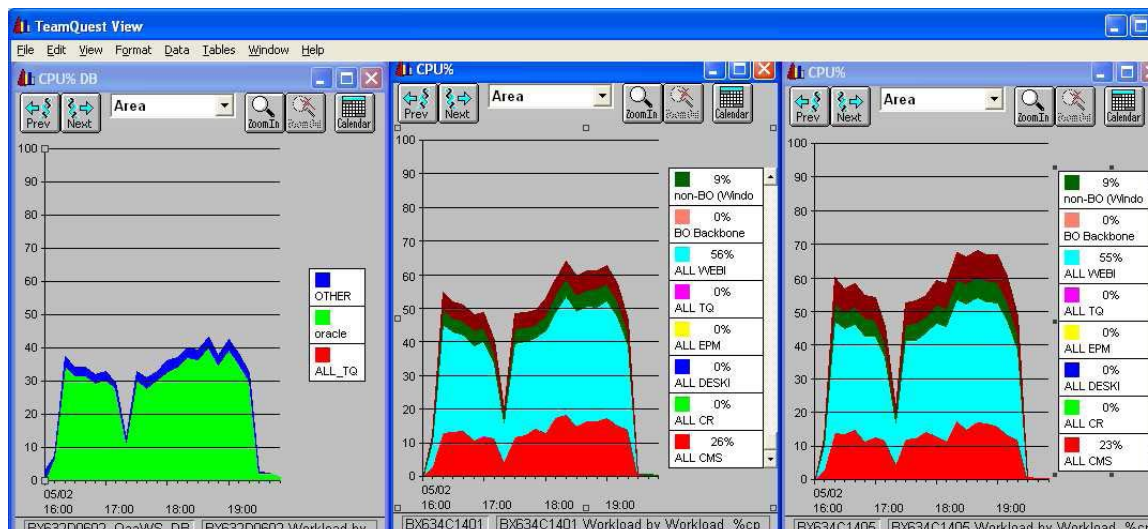 TeamQuest View
File Edit View Format Data Tables Window Help
CPU% DB
Prev
Next
Area
ZoomIn
Calendar
100
90
80
70
60
50
40
30
20
10
0
05/02
16:00 17:00 18:00 19:00
OTHER
oracle
ALL_TQ
CPU%
Prev
Next
Area
ZoomIn
Calendar
100
90
80
70
60
50
40
30
20
10
0
05/02
16:00 17:00 18:00 19:00
9%
non-BO (Windo
0%
BO Backbone
56%
ALL WEBI
0%
ALL TQ
0%
ALL EPM
0%
ALL DESKI
0%
ALL CR
26%
ALL CMS
BX634C1401 BX634C1401 Workload by Workload %cp
CPU%
Prev
Next
Area
ZoomIn
Calendar
100
90
80
70
60
50
40
30
20
10
0
05/02
16:00 17:00 18:00 19:00
9%
non-BO (Windo
0%
BO Backbone
55%
ALL WEBI
0%
ALL TQ
0%
ALL EPM
0%
ALL DESKI
0%
ALL CR
23%
ALL CMS
BX634C1405 BX634C1405 Workload by Workload %cp